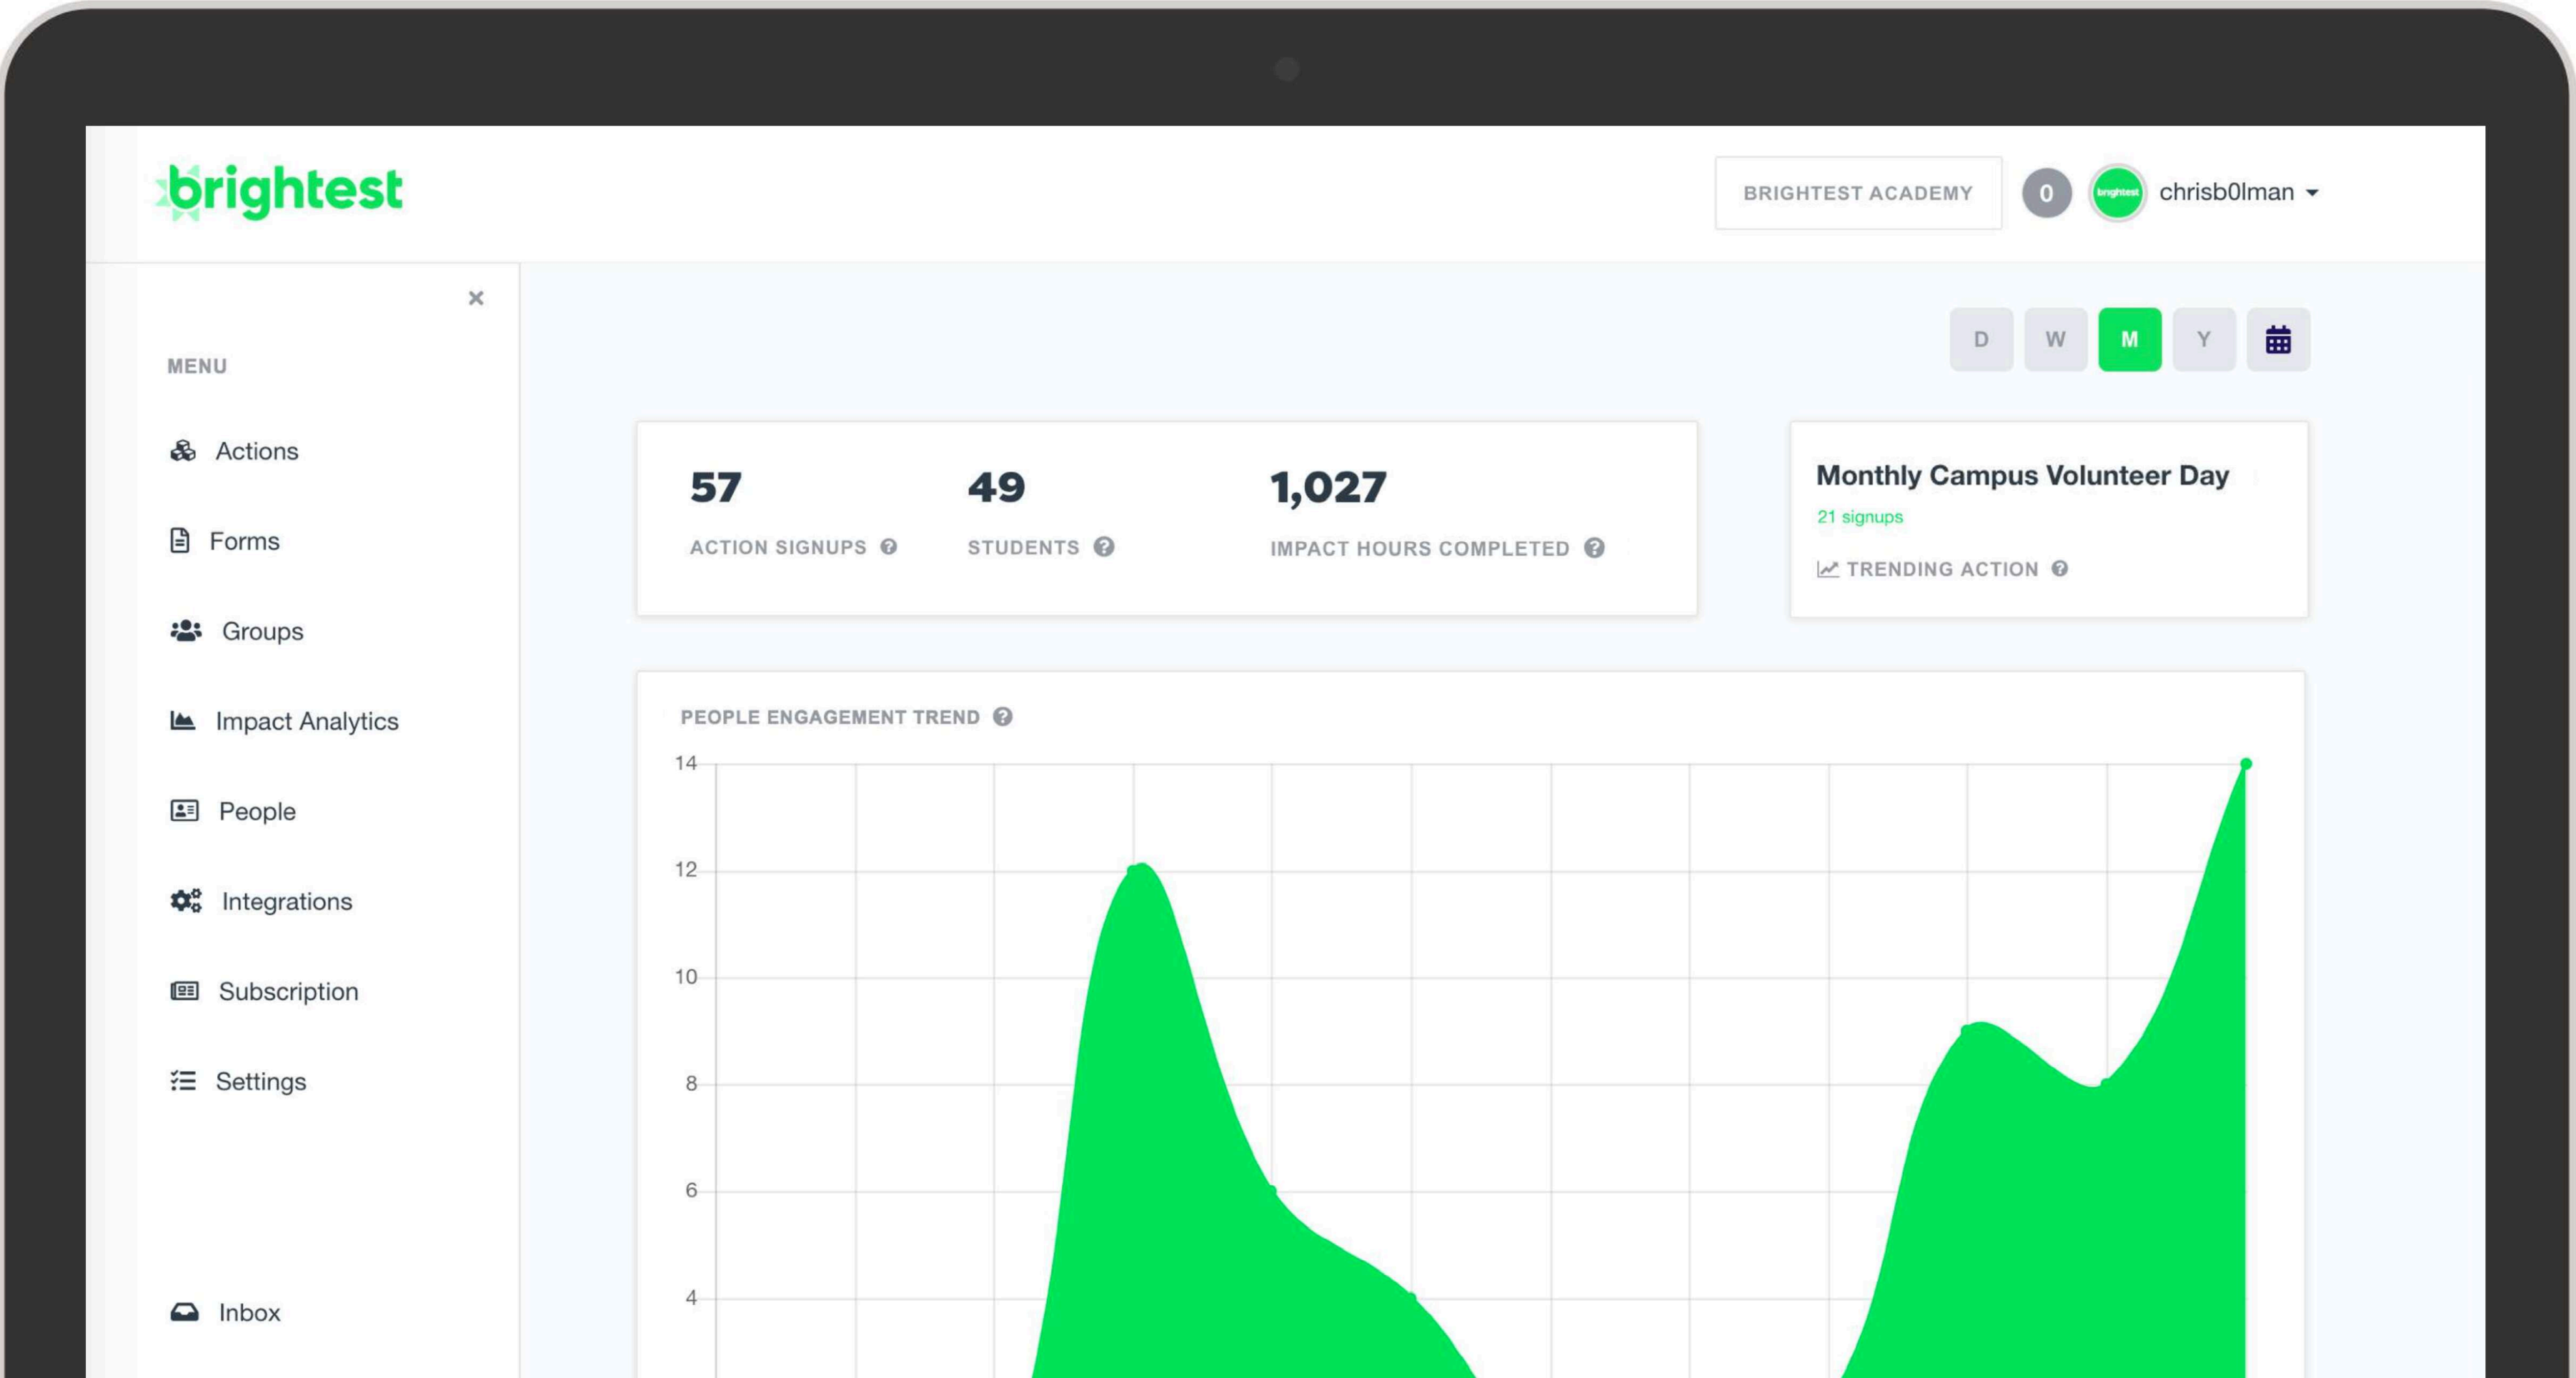 brightest
BRIGHTEST ACADEMY
0
brightest
chrisb0lman
MENU
Actions
Forms
Groups
Impact Analytics
People
Integrations
Subscription
Settings
Inbox
D W M Y
57
ACTION SIGNUPS ?
49
STUDENTS ?
1,027
IMPACT HOURS COMPLETED ?
Monthly Campus Volunteer Day
21 signups
TRENDING ACTION ?
PEOPLE ENGAGEMENT TREND ?
14
12
10
8
6
4